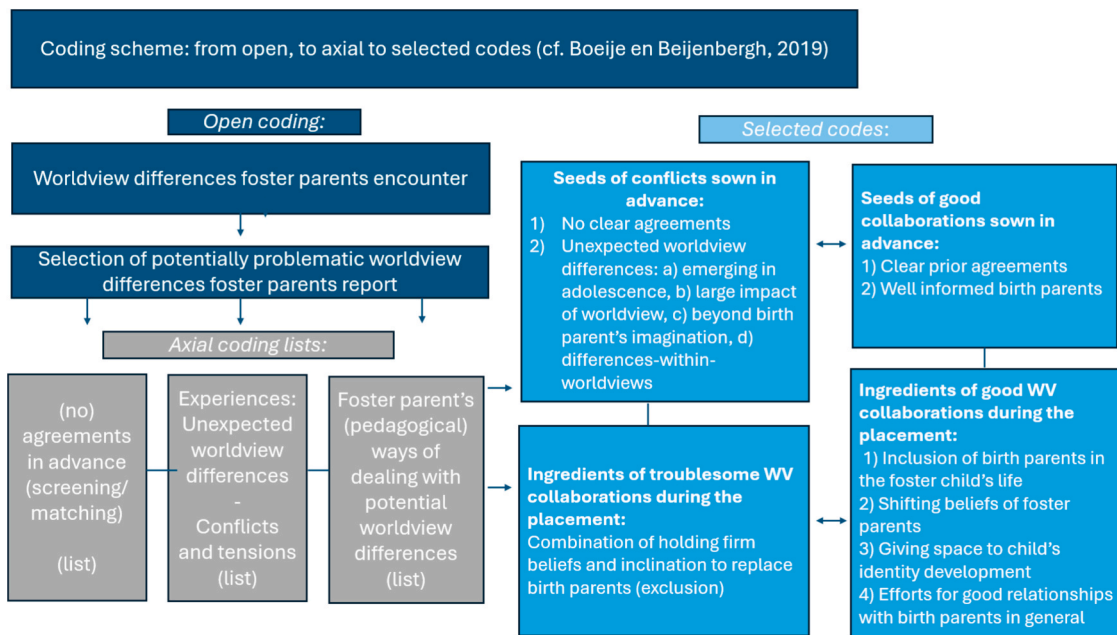 Coding scheme: from open, to axial to selected codes (cf. Boeije en Beijenbergh, 2019)
Open coding:
Worldview differences foster parents encounter
Selection of potentially problematic worldview
differences foster parents report
Axial coding lists:
(no)
agreements
in advance
(screening/
matching)
(list)
Experiences:
Unexpected
worldview
differences
-
Conflicts
and tensions
(list)
Foster parent's
(pedagogical)
ways of
dealing with
potential
worldview
differences
(list)
Selected codes:
Seeds of conflicts sown in
advance:
1) No clear agreements
2) Unexpected worldview
differences: a) emerging in
adolescence, b) large impact
of worldview, c) beyond birth
parent's imagination, d)
differences-within-
worldviews
Seeds of good
collaborations sown in
advance:
1) Clear prior agreements
2) Well informed birth parents
Ingredients of troublesome WV
collaborations during the
placement:
Combination of holding firm
beliefs and inclination to replace
birth parents (exclusion)
Ingredients of good WV
collaborations during the
placement:
1) Inclusion of birth parents in
the foster child's life
2) Shifting beliefs of foster
parents
3) Giving space to child's
identity development
4) Efforts for good relationships
with birth parents in general